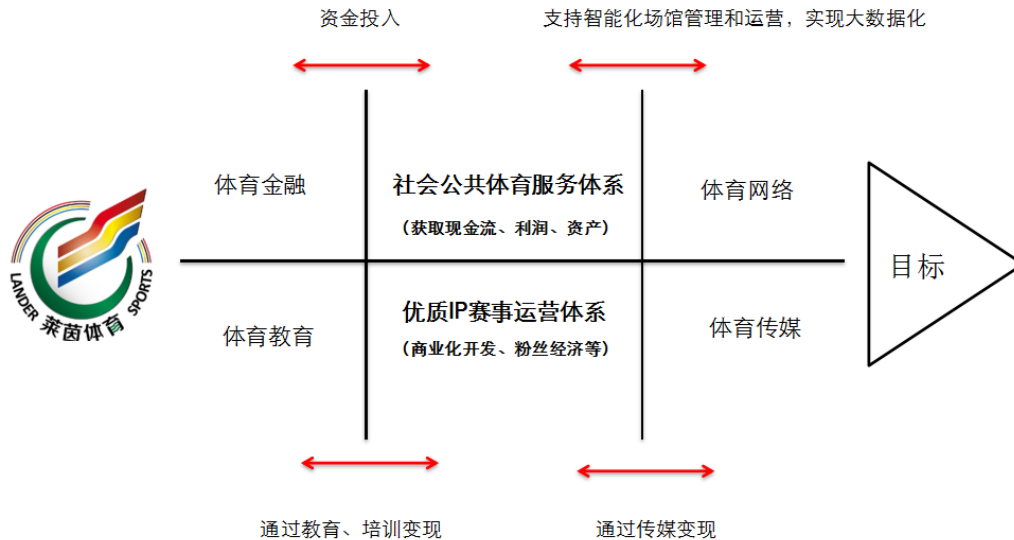 资金投入
支持智能化场馆管理和运营，实现大数据化
体育金融
社会公共体育服务体系
（获取现金流、利润、资产）
体育网络
LANDER 莱茵体育 SPORTS
目标
体育教育
优质IP赛事运营体系
（商业化开发、粉丝经济等）
体育传媒
通过教育、培训变现
通过传媒变现